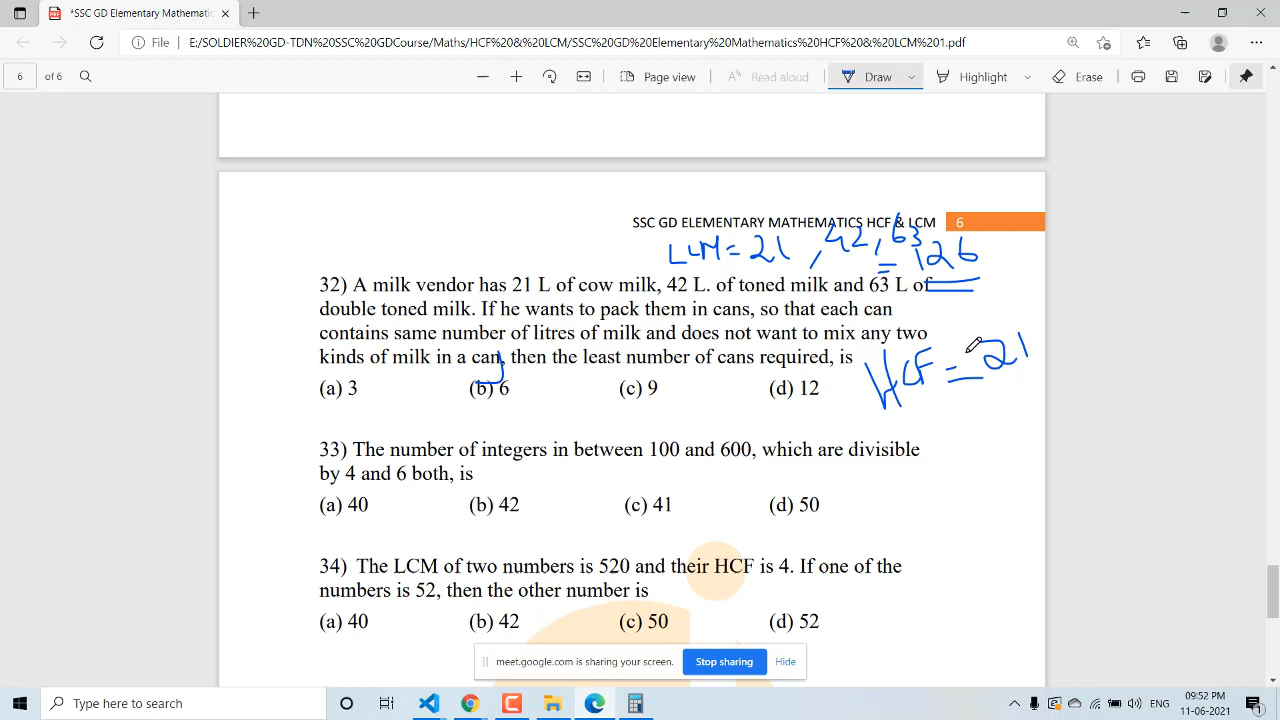 *SSC GD Elementary Mathematic
File
E:/SOLDIER%20GD-TDN%20SSC%20GDCourse/Maths/HCF%20&%20LCM/SSC%20GD%20Elementary%20Mathematics%20HCF%20&%20LCM%201.pdf
6 of 6
Page view
Read aloud
Draw
Highlight
Erase
SSC GD ELEMENTARY MATHEMATICS HCF & LCM 6
LCM = 21, 42, 63
126
32) A milk vendor has 21 L of cow milk, 42 L. of toned milk and 63 L of
double toned milk. If he wants to pack them in cans, so that each can
contains same number of litres of milk and does not want to mix any two
kinds of milk in a can, then the least number of cans required, is
HCF = 21
(a) 3 (b) 6 (c) 9 (d) 12
33) The number of integers in between 100 and 600, which are divisible
by 4 and 6 both, is
(a) 40 (b) 42 (c) 41 (d) 50
34) The LCM of two numbers is 520 and their HCF is 4. If one of the
numbers is 52, then the other number is
(a) 40 (b) 42 (c) 50 (d) 52
meet.google.com is sharing your screen. Stop sharing Hide
Type here to search
09:52 PM
11-06-2021
1